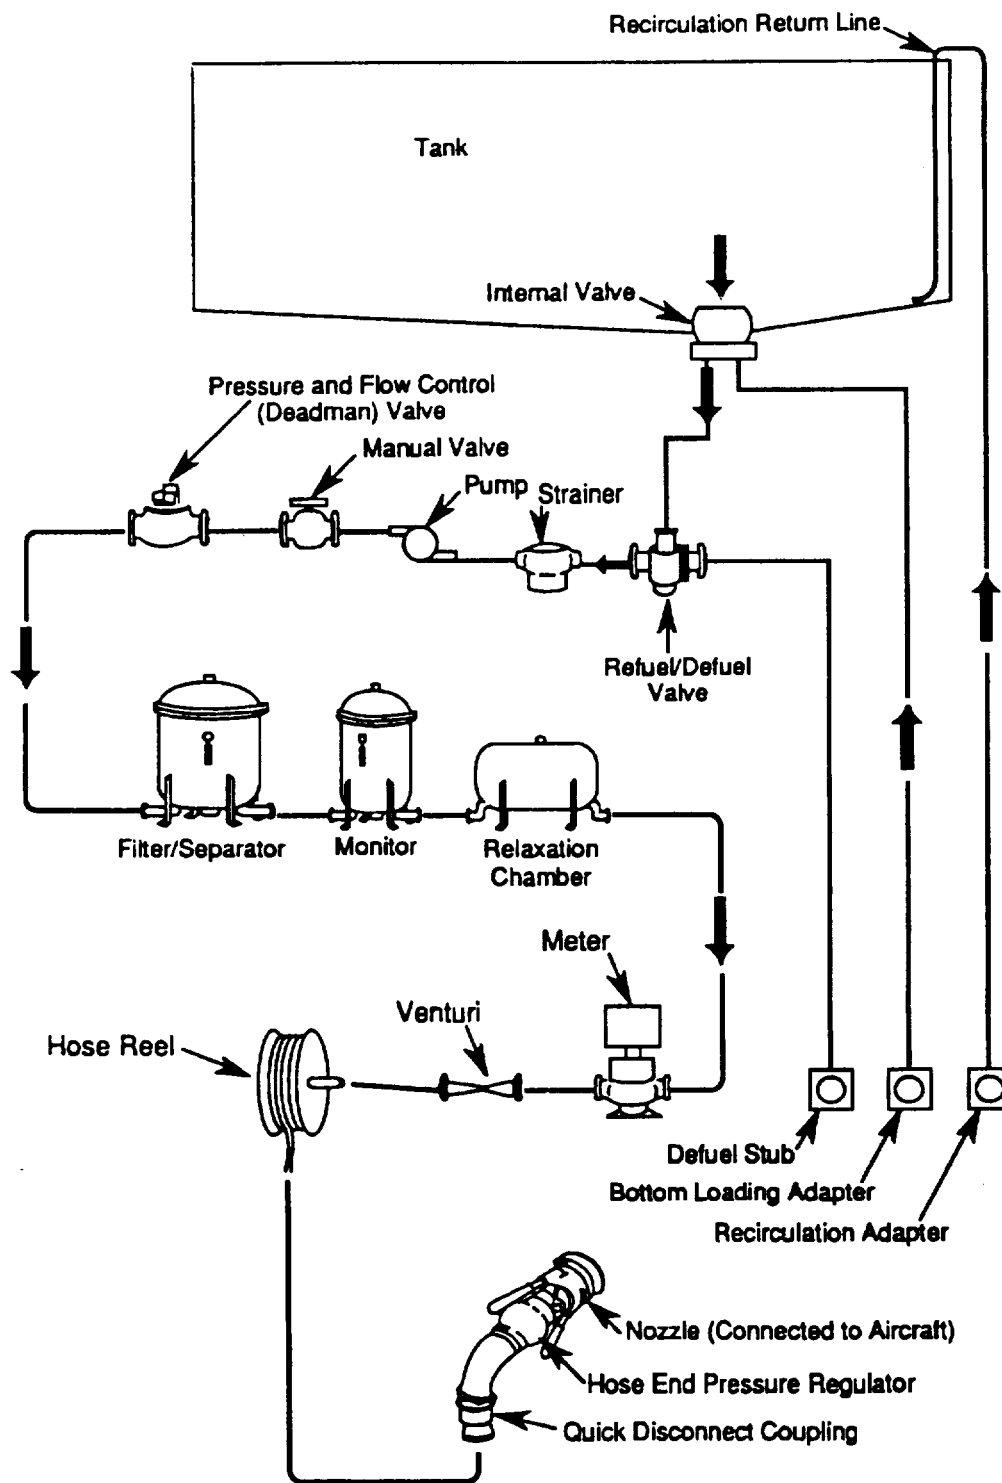 Recirculation Return Line
Tank
Internal Valve
Pressure and Flow Control
(Deadman) Valve
Manual Valve
Pump
Strainer
Refuel/Defuel
Valve
Filter/Separator
Monitor
Relaxation
Chamber
Meter
Venturi
Hose Reel
Defuel Stub
Bottom Loading Adapter
Recirculation Adapter
Nozzle (Connected to Aircraft)
Hose End Pressure Regulator
Quick Disconnect Coupling